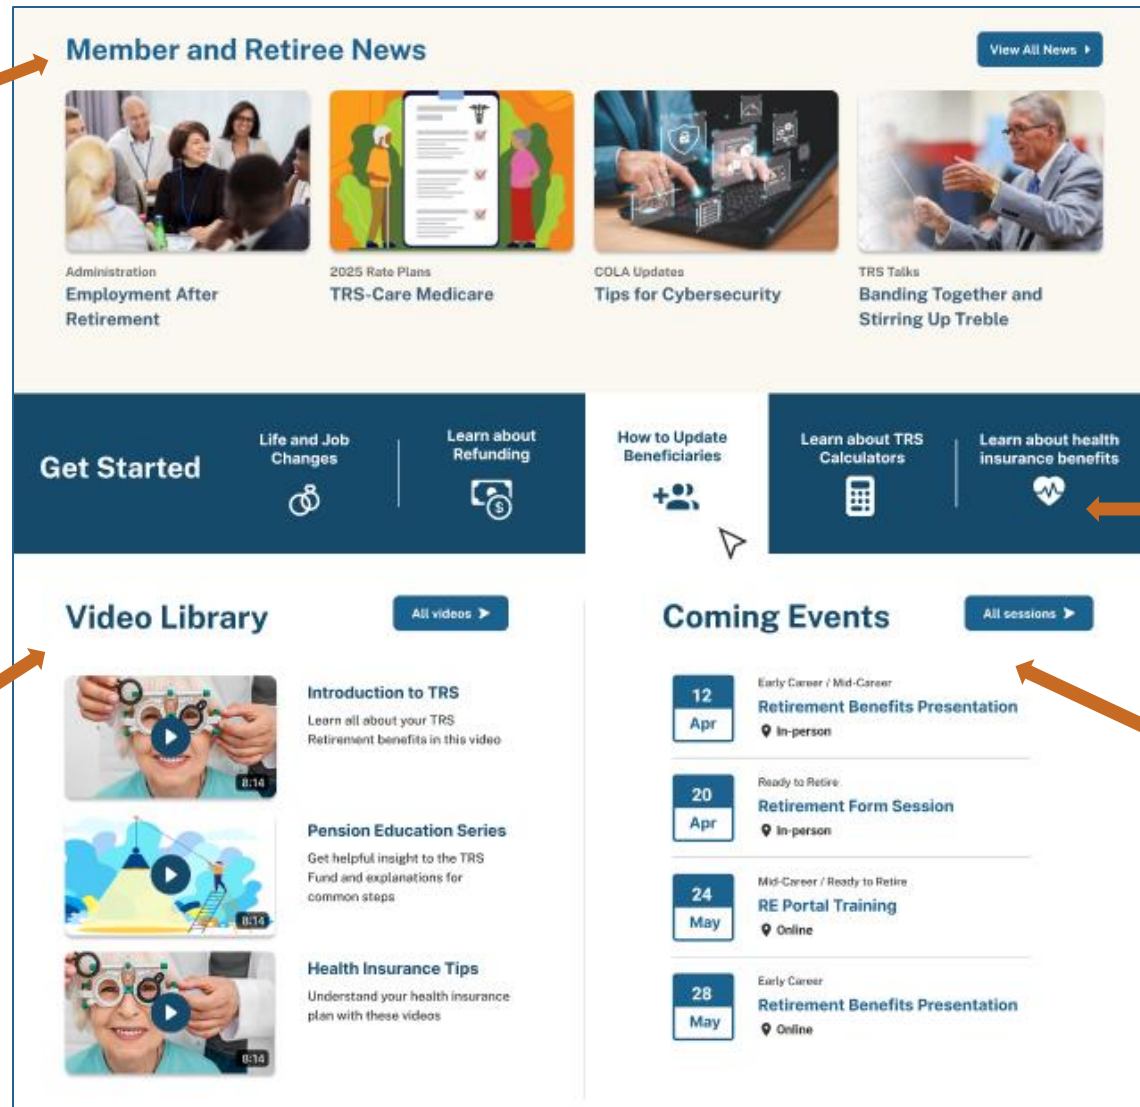 Member and Retiree News
View All News
Administration
Employment After
Retirement
2025 Rate Plans
TRS-Care Medicare
COLA Updates
Tips for Cybersecurity
TRS Talks
Banding Together and
Stirring Up Treble
Get Started
Life and Job
Changes
Learn about
Refunding
$
How to Update
Beneficiaries
Learn about TRS
Calculators
Learn about health
insurance benefits
Video Library
All videos
8:14
Introduction to TRS
Learn all about your TRS
Retirement benefits in this video
8:14
Pension Education Series
Get helpful insight to the TRS
Fund and explanations for
common steps
8:14
Health Insurance Tips
Understand your health insurance
plan with these videos
Coming Events
All sessions
12
Apr
Early Career / Mid-Career
Retirement Benefits Presentation
In-person
20
Apr
Ready to Retire
Retirement Form Session
In-person
24
May
Mid-Career / Ready to Retire
RE Portal Training
Online
28
May
Early Career
Retirement Benefits Presentation
Online